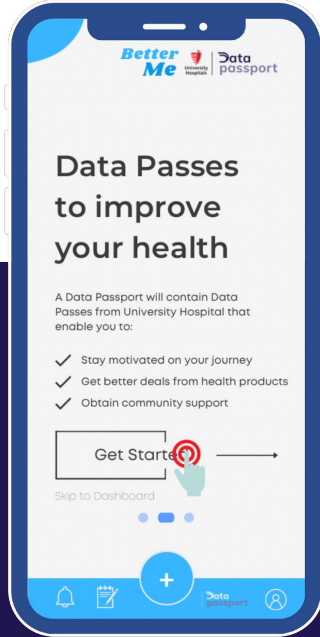 Better
Me
University
Hospitals
Data
passport
Data Passes
to improve
your health
A Data Passport will contain Data
Passes from University Hospital that
enable you to:
Stay motivated on your journey
Get better deals from health products
Obtain community support
Get Started
Skip to Dashboard
+
Data
passport